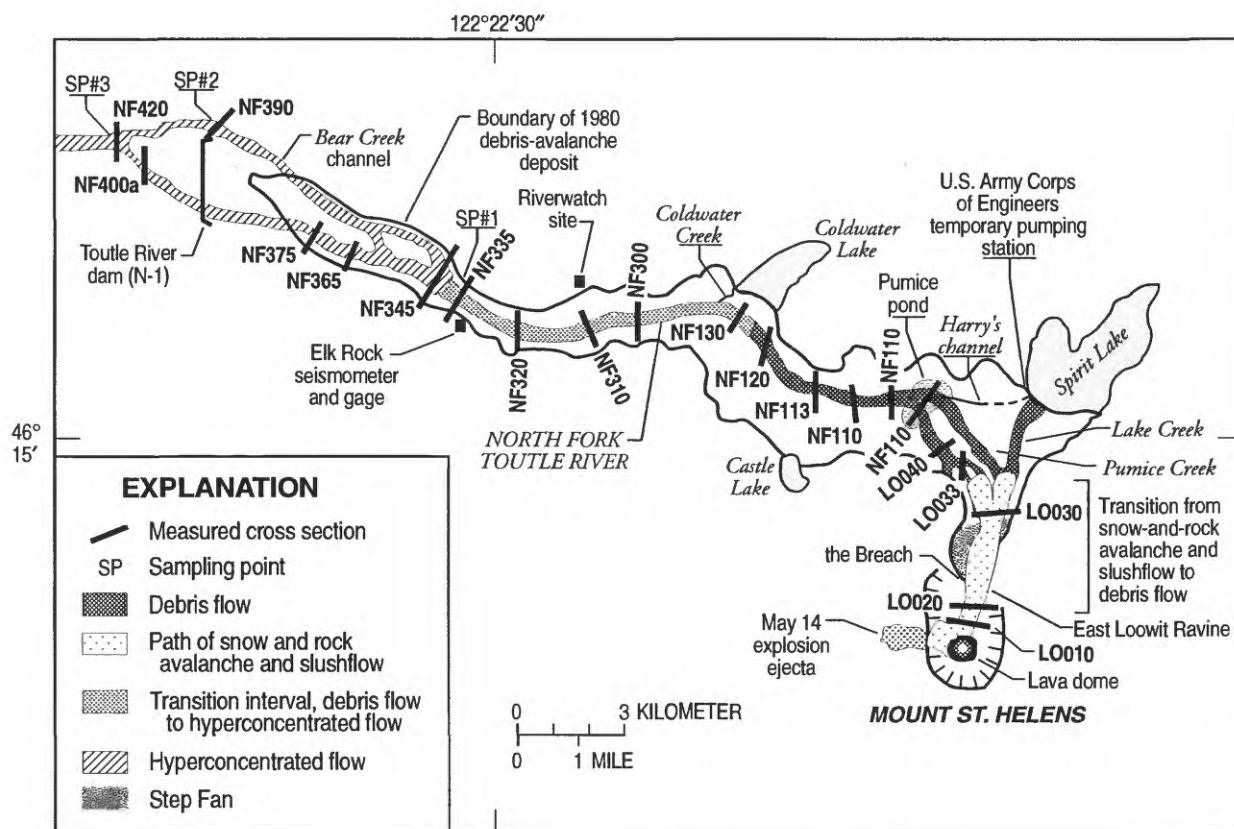 122°22'30"
SP#3
NF420
SP#2
NF390
Bear Creek
channel
Boundary of 1980
debris-avalanche
deposit
NF400a
Toutle River
dam (N-1)
NF375
NF365
NF345
SP#1
NF335
Elk Rock
seismometer
and gage
Riverwatch
site
NF320
NF310
NF300
Coldwater
Creek
Coldwater
Lake
NF130
NF120
NF113
NF110
NF110
NF110
NORTH FORK
TOUTLE RIVER
Castle
Lake
U.S. Army Corps
of Engineers
temporary pumping
station
Pumice
pond
Harry's
channel
Spirit Lake
Lake Creek
Pumice Creek
LO040
LO033
LO030
Transition from
snow-and-rock
avalanche and
slushflow to
debris flow
the Breach
LO020
East Loowit Ravine
LO010
May 14
explosion
ejecta
Lava dome
MOUNT ST. HELENS
46°
15'
EXPLANATION
Measured cross section
SP Sampling point
Debris flow
Path of snow and rock
avalanche and slushflow
Transition interval, debris flow
to hyperconcentrated flow
Hyperconcentrated flow
Step Fan
0 3 KILOMETER
0 1 MILE